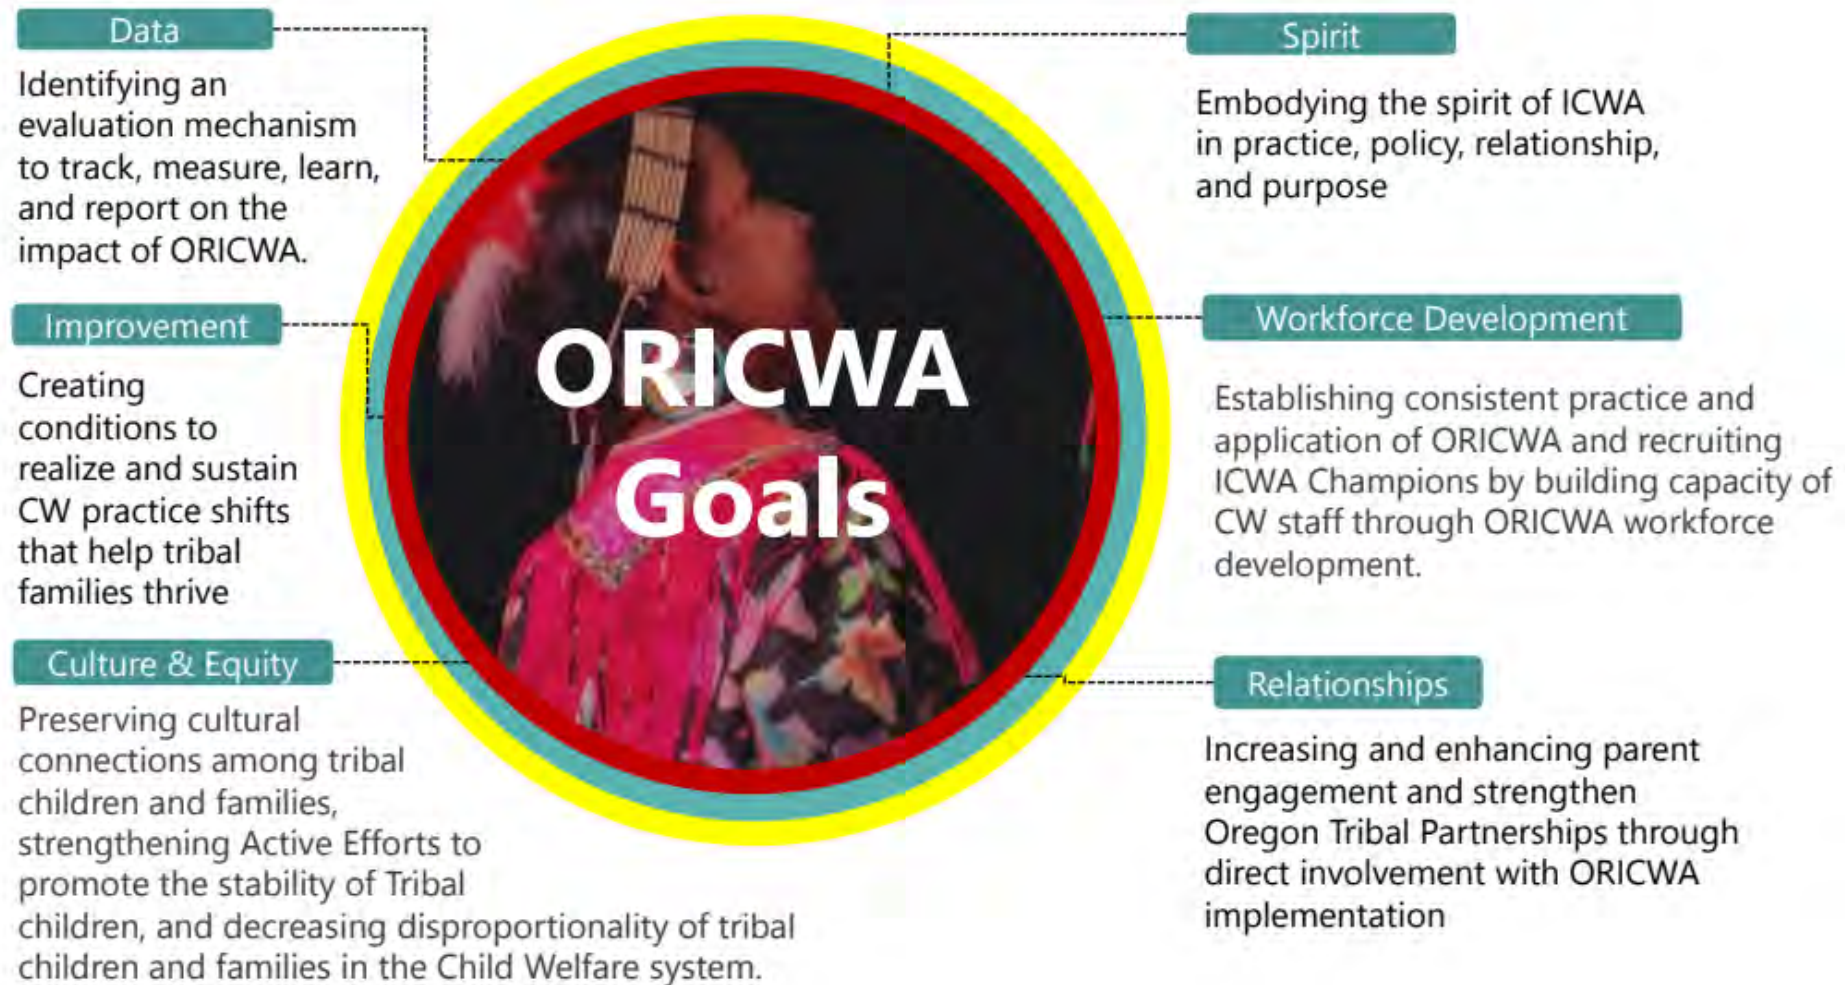 Data
Identifying an
evaluation mechanism
to track, measure, learn,
and report on the
impact of ORICWA.
Improvement
Creating
conditions to
realize and sustain
CW practice shifts
that help tribal
families thrive
Culture & Equity
Preserving cultural
connections among tribal
children and families,
strengthening Active Efforts to
promote the stability of Tribal
children, and decreasing disproportionality of tribal
children and families in the Child Welfare system.
ORICWA
Goals
Spirit
Embodying the spirit of ICWA
in practice, policy, relationship,
and purpose
Workforce Development
Establishing consistent practice and
application of ORICWA and recruiting
ICWA Champions by building capacity of
CW staff through ORICWA workforce
development.
Relationships
Increasing and enhancing parent
engagement and strengthen
Oregon Tribal Partnerships through
direct involvement with ORICWA
implementation